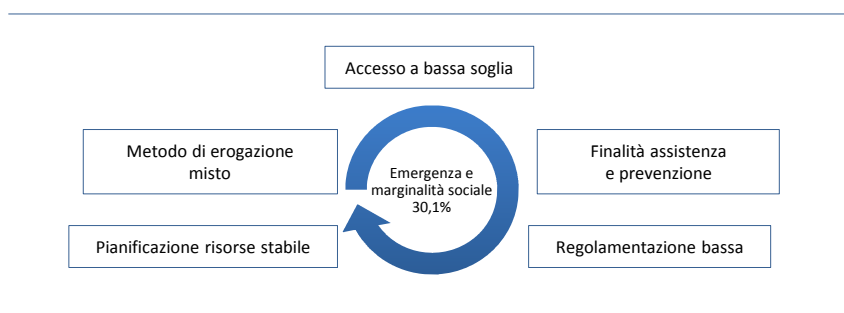 Accesso a bassa soglia
Metodo di erogazione
misto
Emergenza e
marginalità sociale
30,1%
Finalità assistenza
e prevenzione
Pianificazione risorse stabile
Regolamentazione bassa